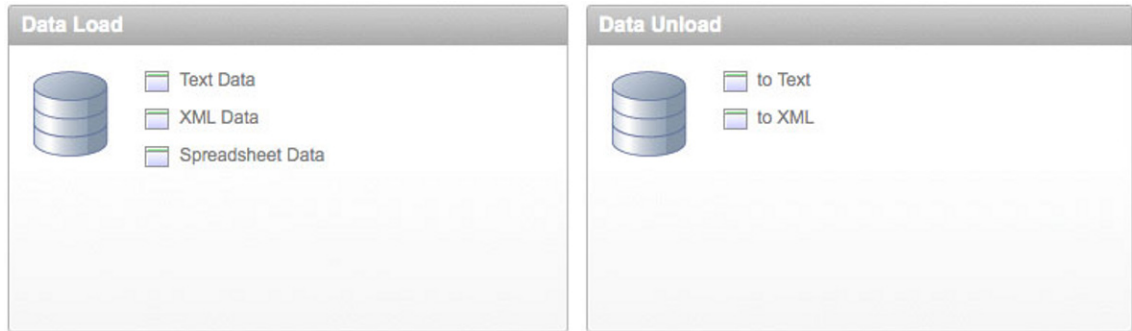 Data Load
Text Data
XML Data
Spreadsheet Data
Data Unload
to Text
to XML